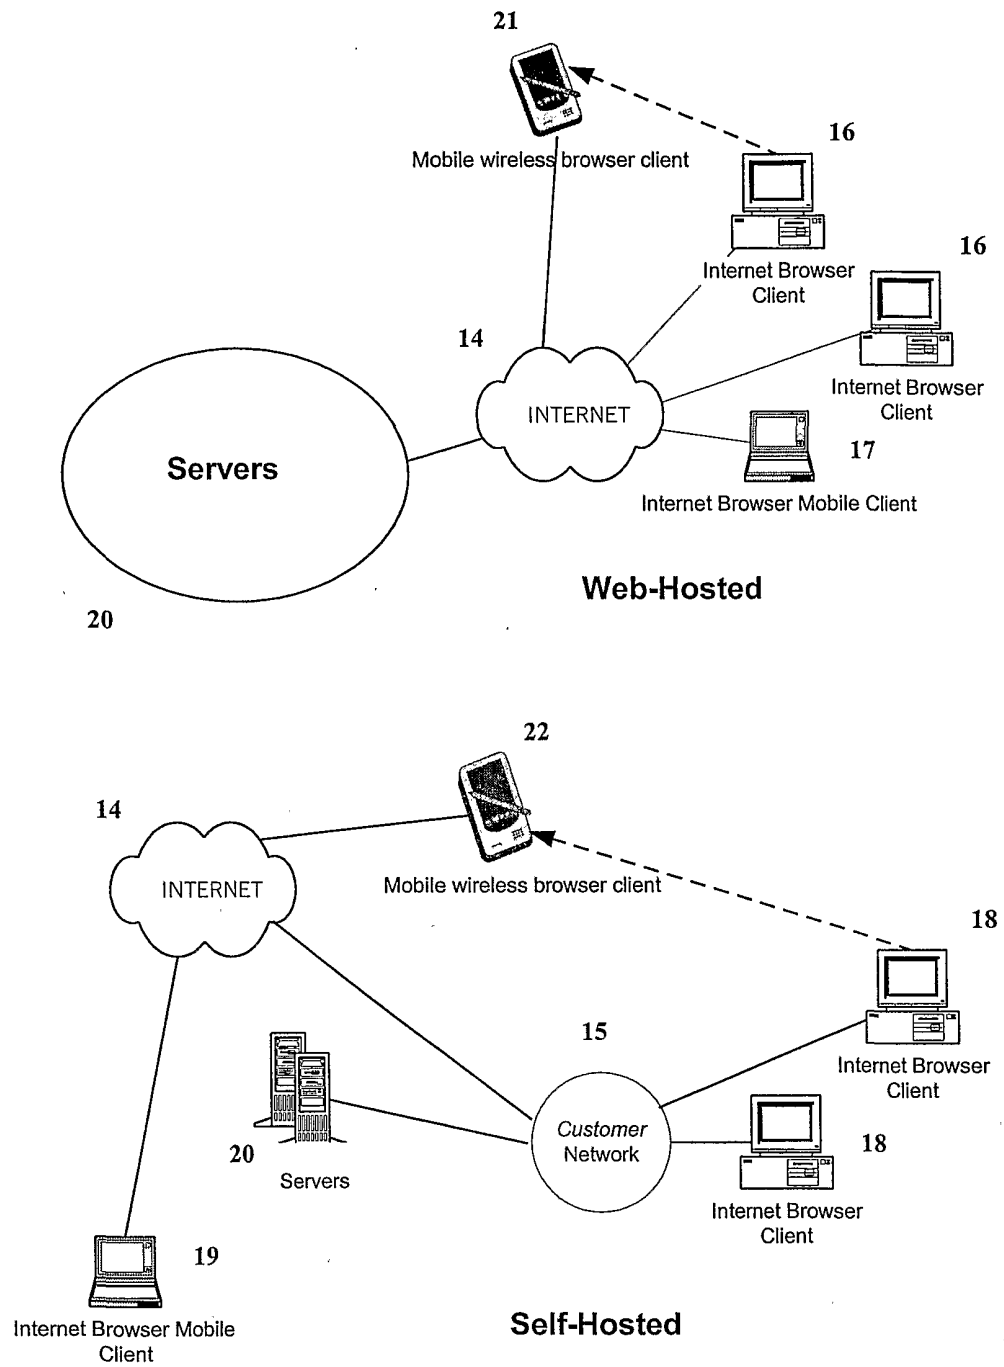 21
Mobile wireless browser client
16
Internet Browser
Client
16
Internet Browser
Client
14
INTERNET
Servers
17
Internet Browser Mobile Client
Web-Hosted
20
22
14
INTERNET
Mobile wireless browser client
18
Internet Browser
Client
15
Customer
Network
18
Internet Browser
Client
20
Servers
19
Internet Browser Mobile
Client
Self-Hosted